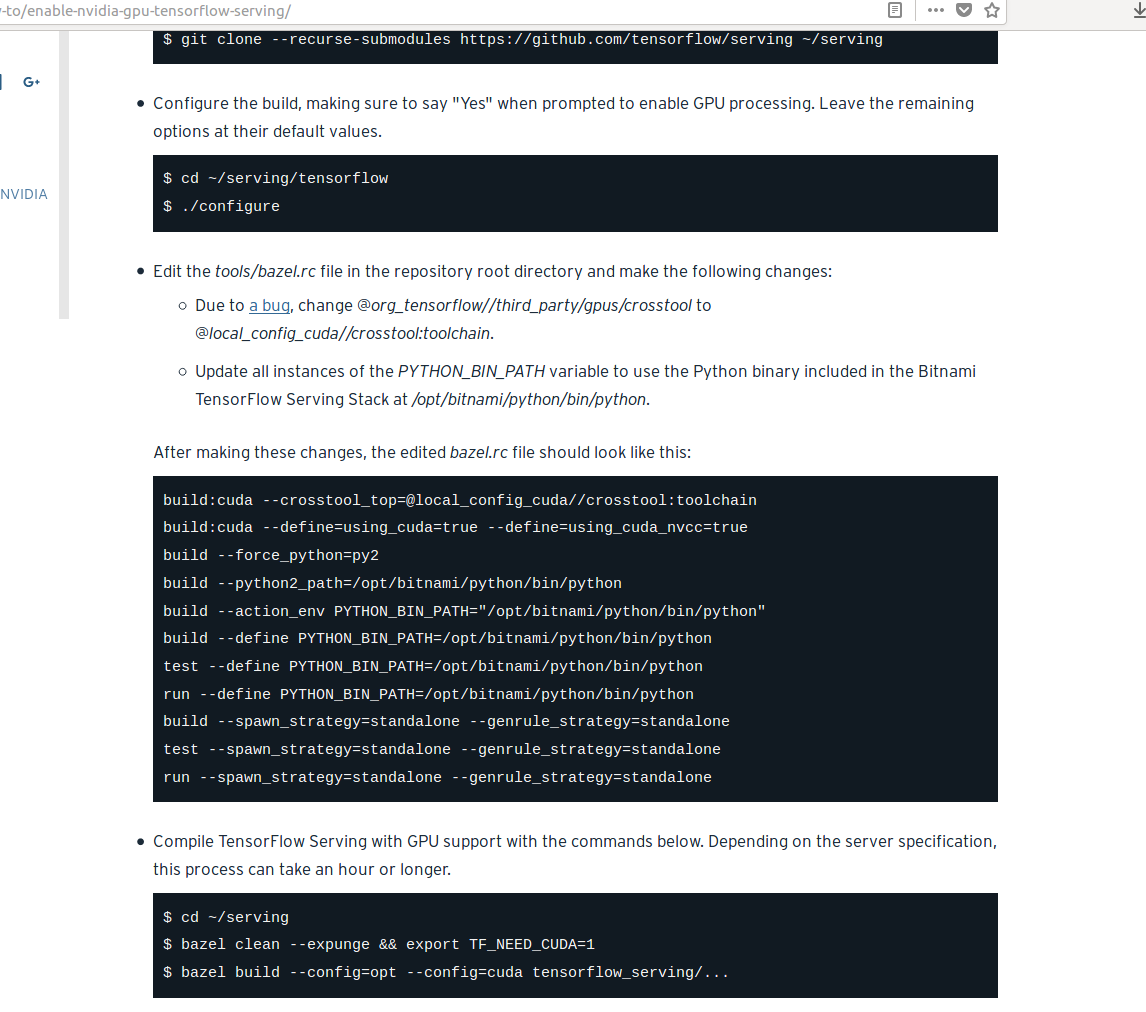 -to/enable-nvidia-gpu-tensorflow-serving/
$ git clone --recurse-submodules https://github.com/tensorflow/serving ~/serving
G+
NVIDIA
Configure the build, making sure to say "Yes" when prompted to enable GPU processing. Leave the remaining
options at their default values.
$ cd ~/serving/tensorflow
$ ./configure
Edit the tools/bazel.rc file in the repository root directory and make the following changes:
Due to a bug, change @org_tensorflow//third_party/gpus/crosstool to
@local_config_cuda//crosstool:toolchain.
Update all instances of the PYTHON_BIN_PATH variable to use the Python binary included in the Bitnami
TensorFlow Serving Stack at /opt/bitnami/python/bin/python.
After making these changes, the edited bazel.rc file should look like this:
build:cuda --crosstool_top=@local_config_cuda//crosstool:toolchain
build:cuda --define=using_cuda=true --define=using_cuda_nvcc=true
build --force_python=py2
build --python2_path=/opt/bitnami/python/bin/python
build --action_env PYTHON_BIN_PATH="/opt/bitnami/python/bin/python"
build --define PYTHON_BIN_PATH=/opt/bitnami/python/bin/python
test --define PYTHON_BIN_PATH=/opt/bitnami/python/bin/python
run --define PYTHON_BIN_PATH=/opt/bitnami/python/bin/python
build --spawn_strategy=standalone --genrule_strategy=standalone
test --spawn_strategy=standalone --genrule_strategy=standalone
run --spawn_strategy=standalone --genrule_strategy=standalone
Compile TensorFlow Serving with GPU support with the commands below. Depending on the server specification,
this process can take an hour or longer.
$ cd ~/serving
$ bazel clean --expunge && export TF_NEED_CUDA=1
$ bazel build --config=opt --config=cuda tensorflow_serving/...